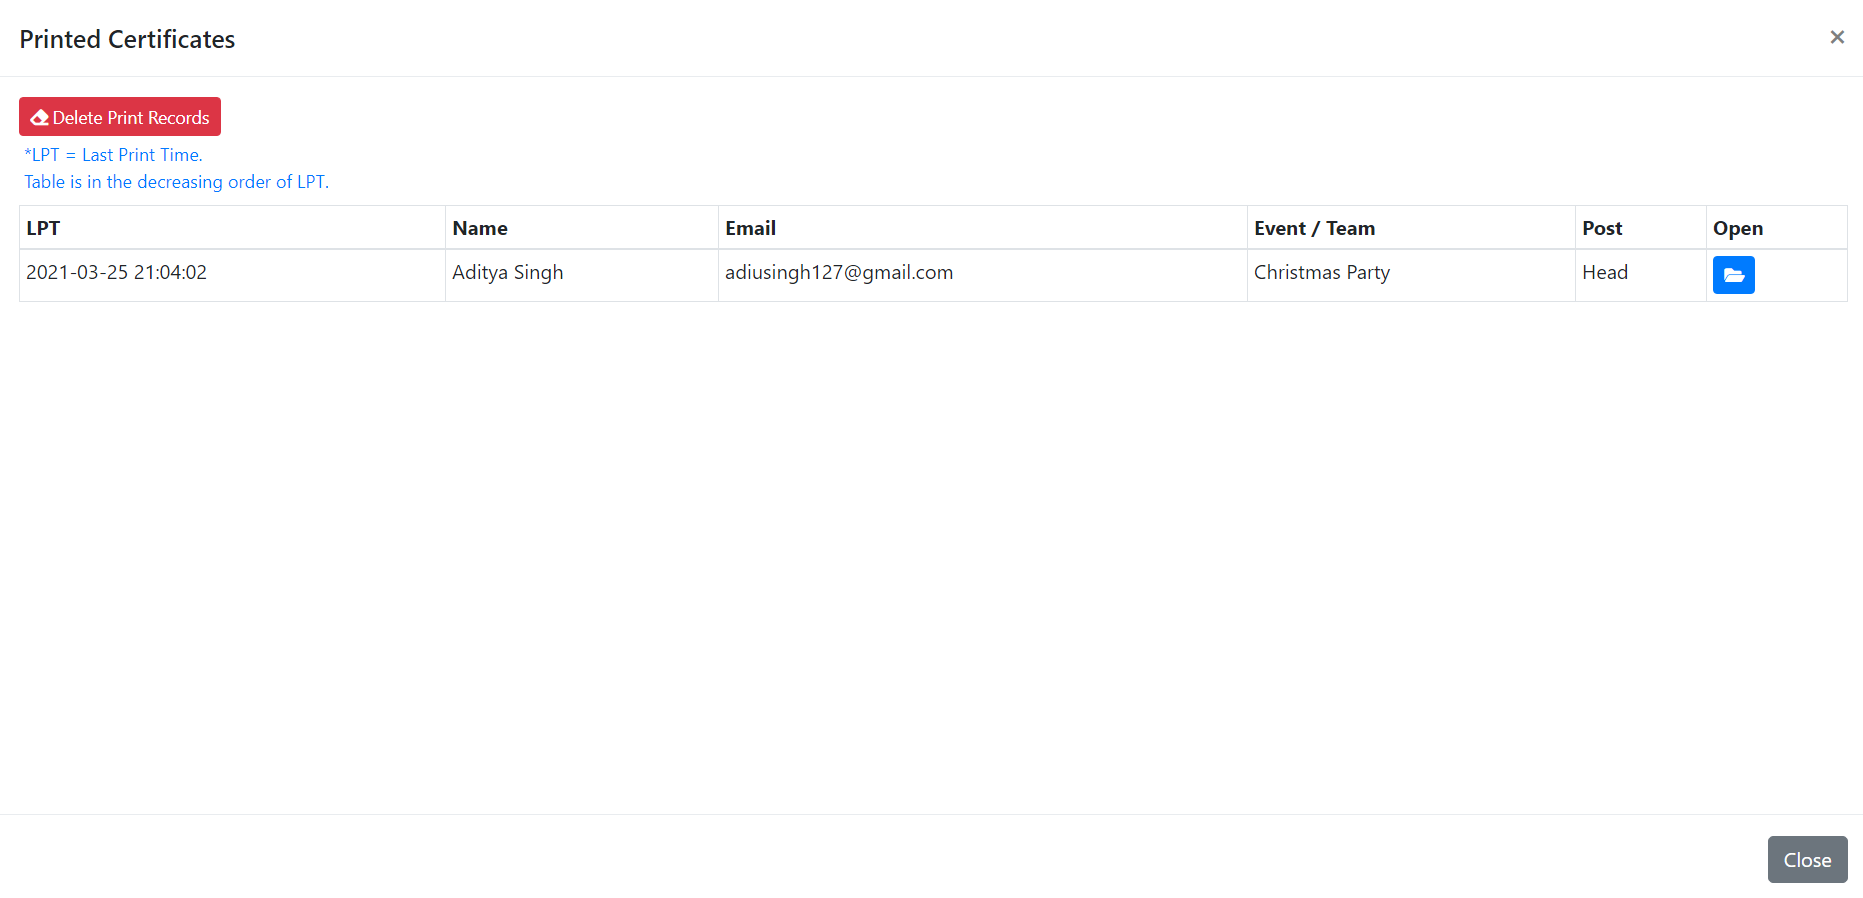 Printed Certificates
×
Delete Print Records
*LPT = Last Print Time.
Table is in the decreasing order of LPT.
LPT Name Email Event / Team Post Open
2021-03-25 21:04:02 Aditya Singh adiusingh127@gmail.com Christmas Party Head
Close